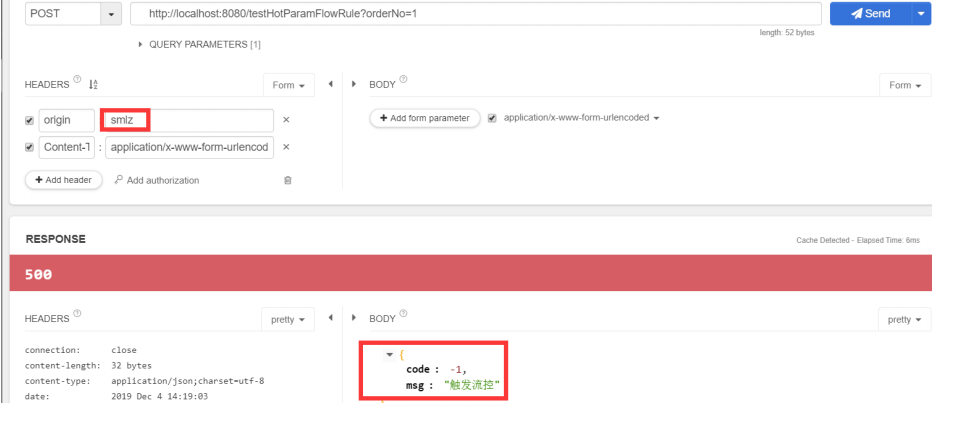 POST
http://localhost:8080/testHotParamFlowRule?orderNo=1
Send
length: 52 bytes
QUERY PARAMETERS [1]
HEADERS
Form
BODY
Form
origin : smlz
Content-T : application/x-www-form-urlencod
+ Add header
Add authorization
+ Add form parameter
application/x-www-form-urlencoded
RESPONSE
Cache Detected - Elapsed Time: 6ms
500
HEADERS
pretty
BODY
pretty
connection: close
content-length: 32 bytes
content-type: application/json;charset=utf-8
date: 2019 Dec 4 14:19:03
{
code : -1,
msg : "触发流控"